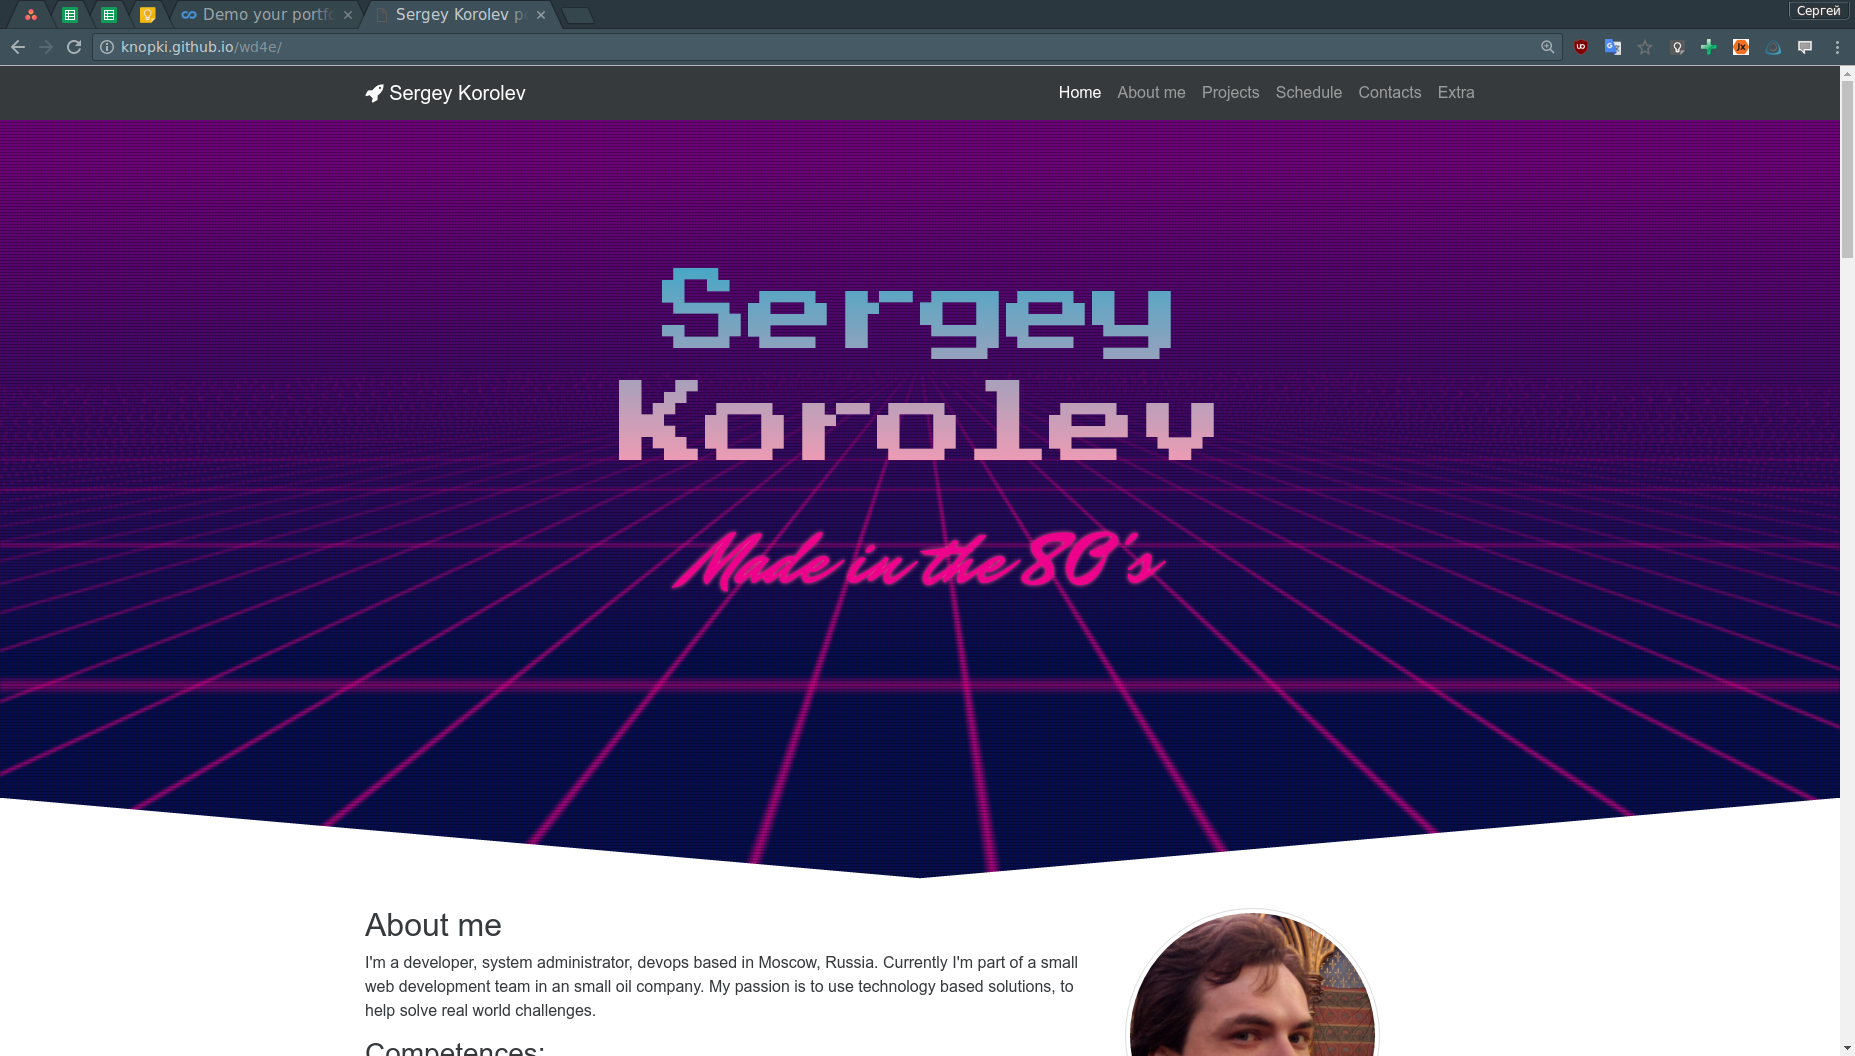 Demo your portfo
Sergey Korolev po
Сергей
knopki.github.io/wd4e/
Sergey Korolev
Home About me Projects Schedule Contacts Extra
Sergey
Korolev
Made in the 80's
About me
I'm a developer, system administrator, devops based in Moscow, Russia. Currently I'm part of a small
web development team in an small oil company. My passion is to use technology based solutions, to
help solve real world challenges.
Competences: